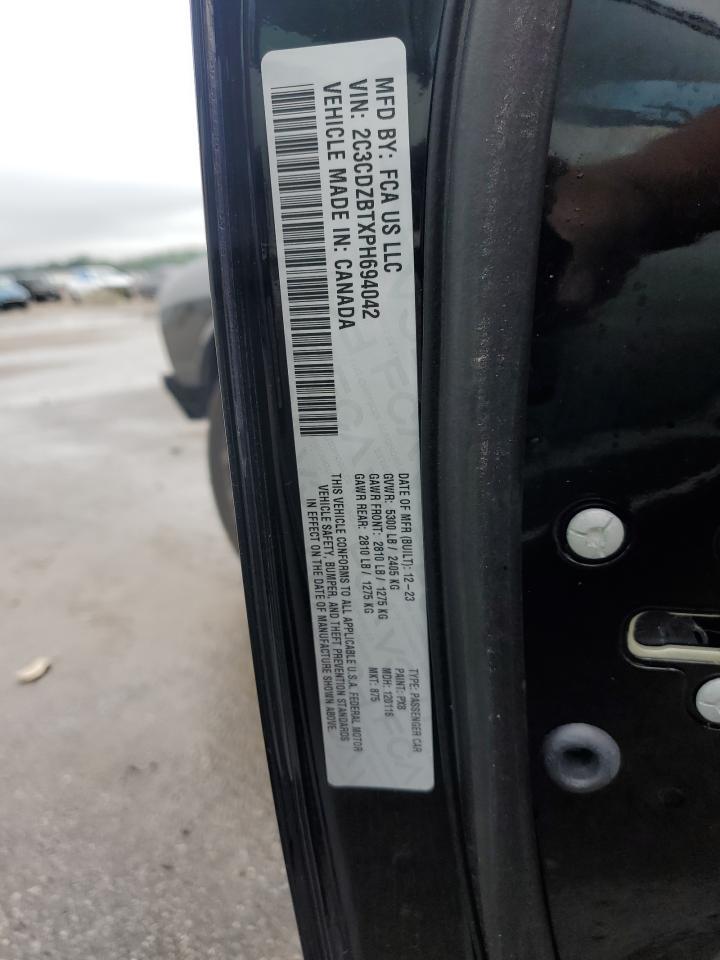 MFD BY: FCA US LLC
VIN: 2C3CDZBTXPH694042
VEHICLE MADE IN: CANADA
DATE OF MFR (BUILT): 12-23
GVWR: 5300 LB / 2405 KG
GAWR FRONT: 2810 LB / 1275 KG
GAWR REAR: 2810 LB / 1275 KG
TYPE: PASSENGER CAR
PAINT: PX8
MDH: 120116
MKT: 875
THIS VEHICLE CONFORMS TO ALL APPLICABLE U.S.A. FEDERAL MOTOR
VEHICLE SAFETY, BUMPER, AND THEFT PREVENTION STANDARDS
IN EFFECT ON THE DATE OF MANUFACTURE SHOWN ABOVE.